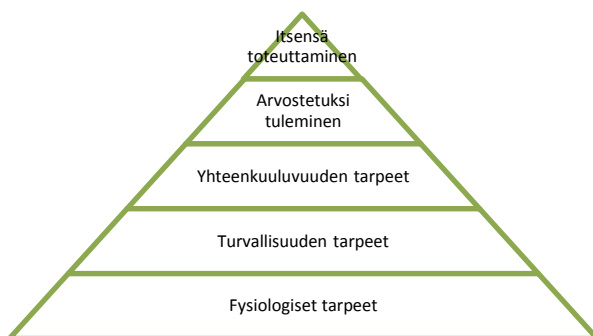 Itsensä
toteuttaminen
Arvostetuksi
tuleminen
Yhteenkuuluvuuden tarpeet
Turvallisuuden tarpeet
Fysiologiset tarpeet